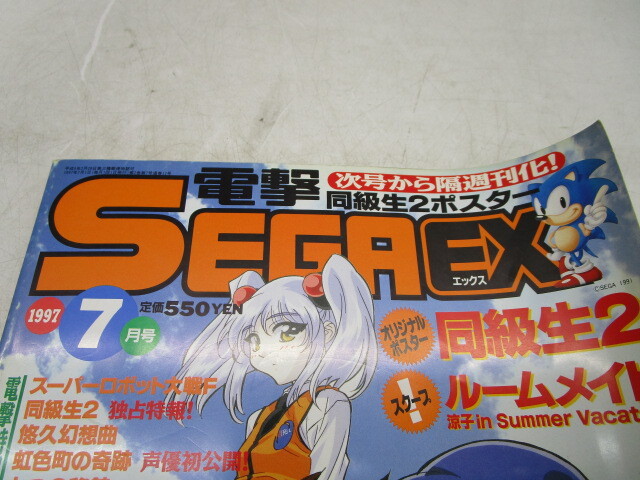 電撃
次号から隔週刊化!
同級生2ポスター
SEGAEX
エックス
©SEGA
1997
7
月号
定価550YEN
オリジナル
ポスター
同級生2
スーパーロボット大戦F
同級生2 独占特報!
悠久幻想曲
虹色町の奇跡 声優初公開!
スクープ!
ルームメイト
涼子in Summer Vacat
電撃